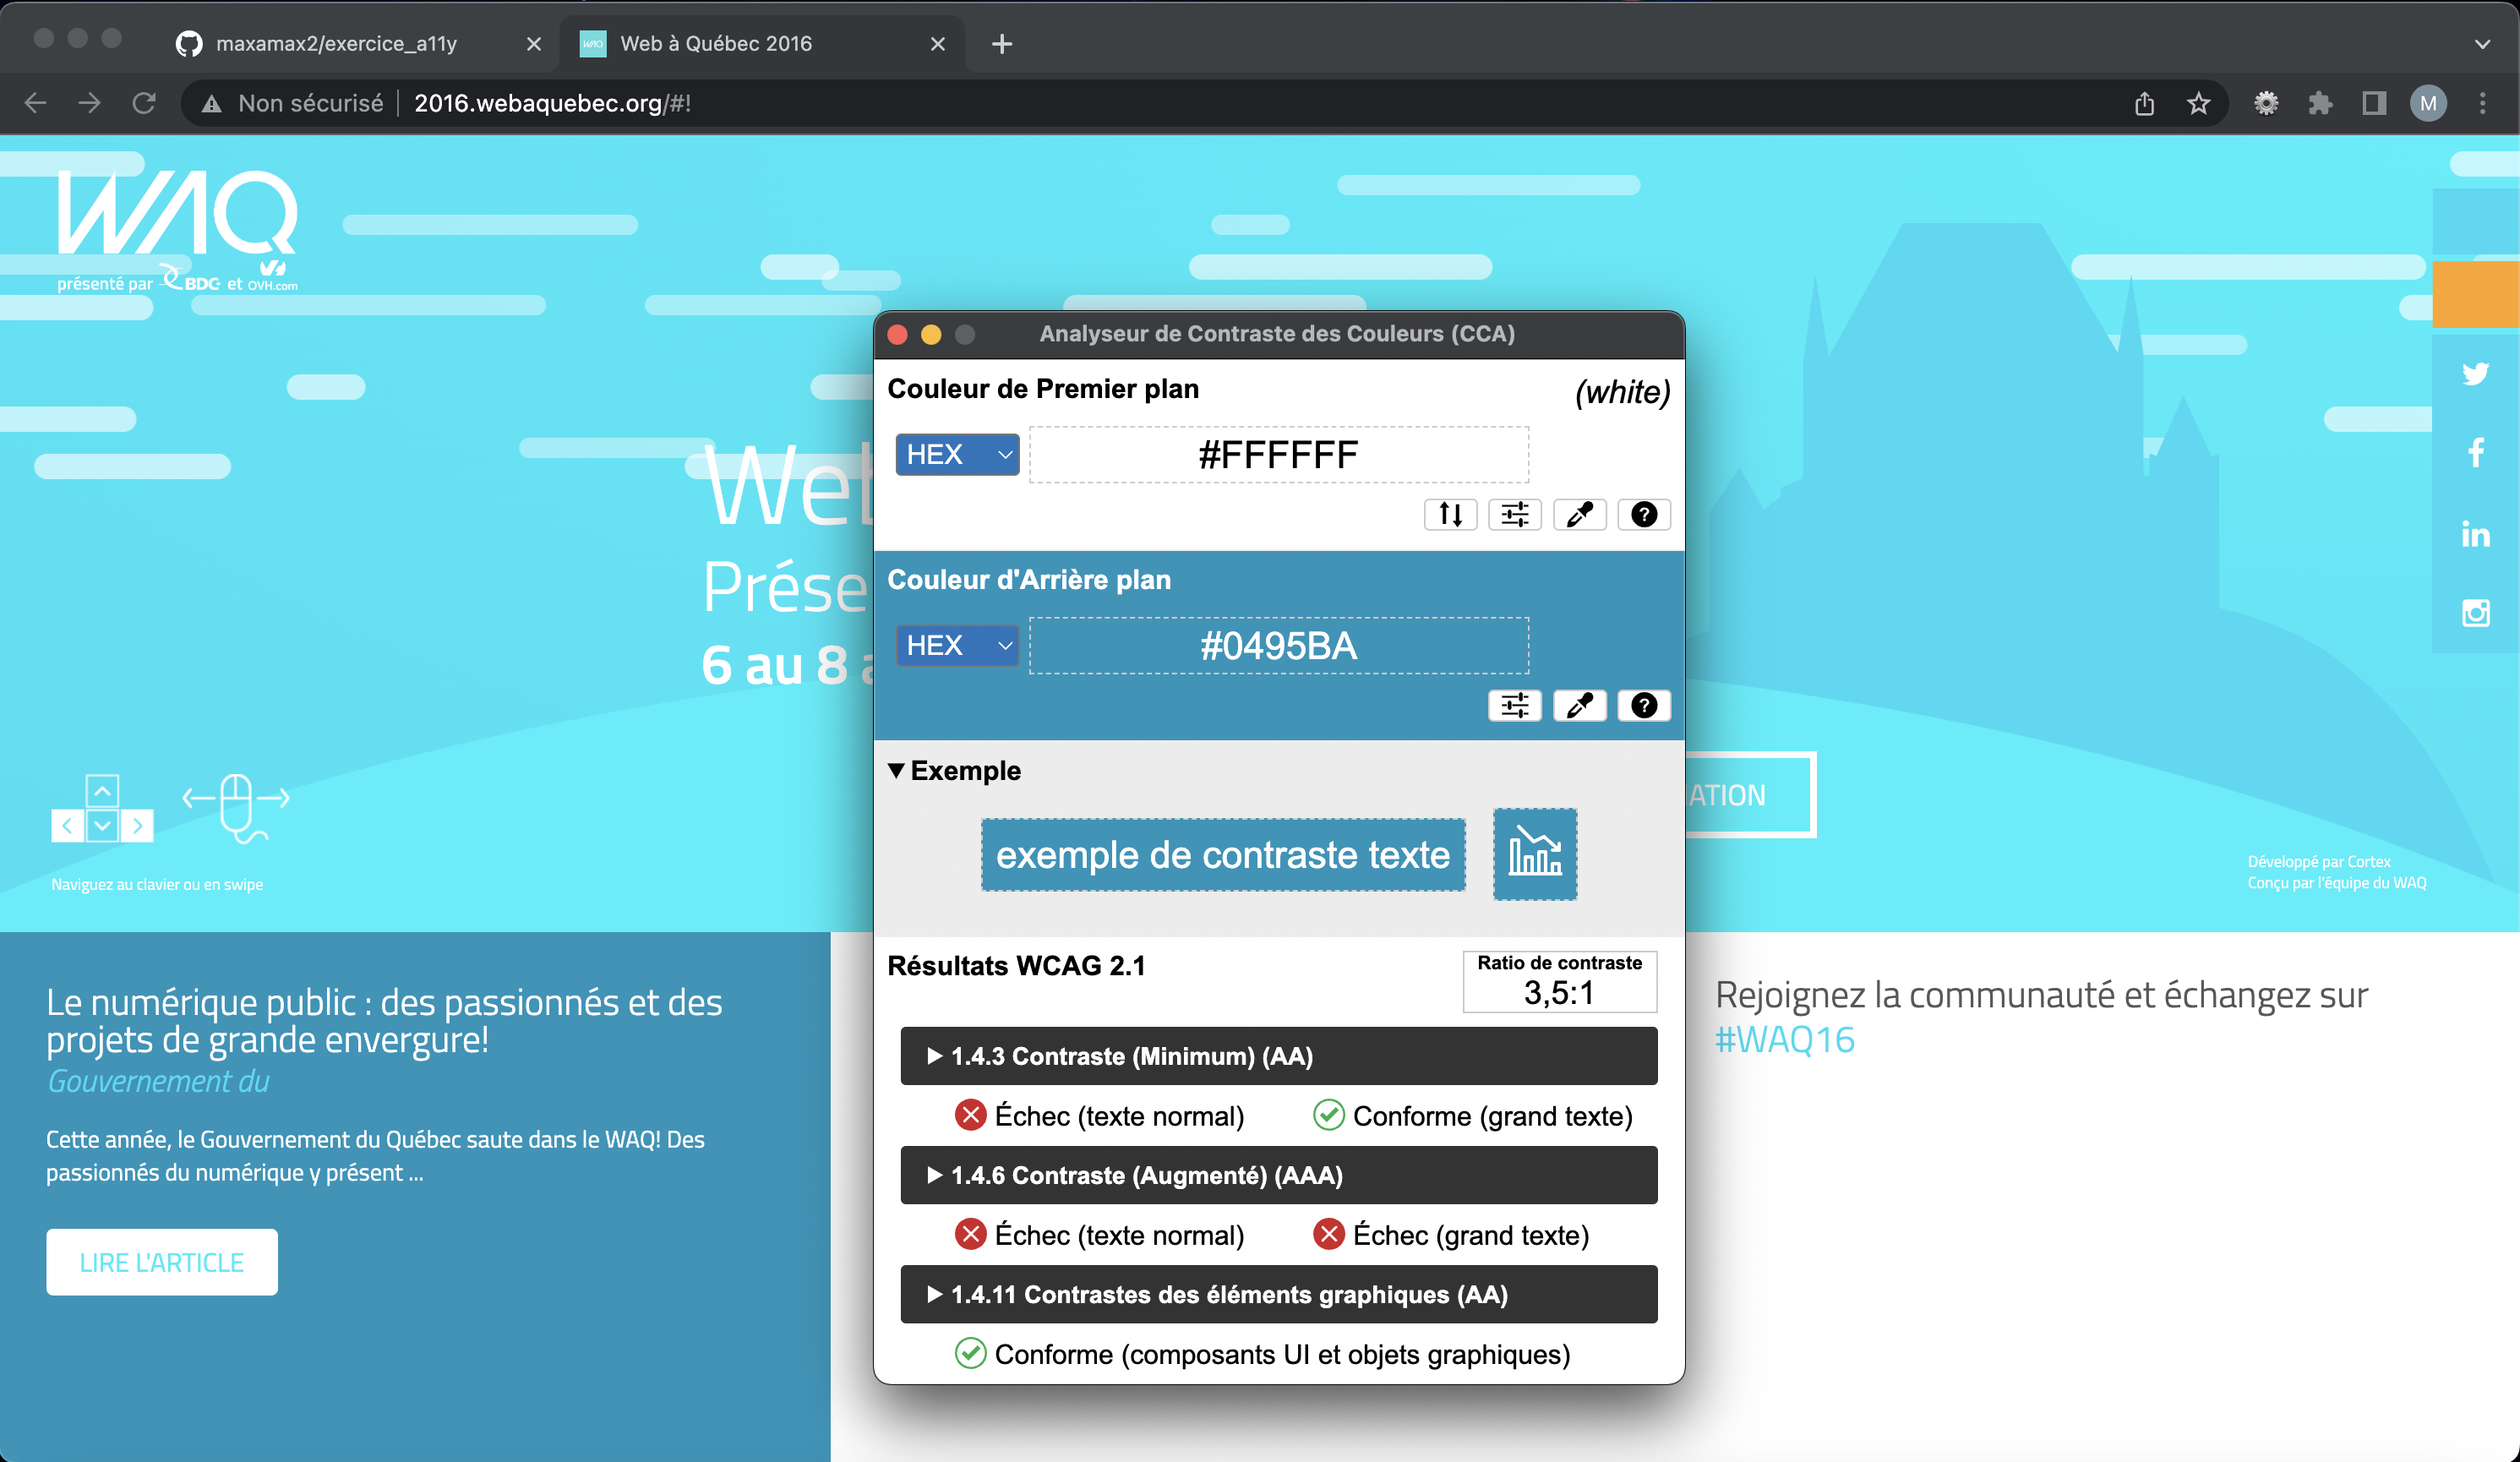 maxamax2/exercice_a11y
Web à Québec 2016
Non sécurisé
2016.webaquebec.org/#!
M
WAQ
présenté par BDC et OVH.com
Web
Prése
6 au 8 a
Naviguez au clavier ou en swipe
Analyseur de Contraste des Couleurs (CCA)
Couleur de Premier plan
(white)
HEX
#FFFFFF
Couleur d'Arrière plan
HEX
#0495BA
Exemple
exemple de contraste texte
Résultats WCAG 2.1
Ratio de contraste
3,5:1
1.4.3 Contraste (Minimum) (AA)
Échec (texte normal)
Conforme (grand texte)
1.4.6 Contraste (Augmenté) (AAA)
Échec (texte normal)
Échec (grand texte)
1.4.11 Contrastes des éléments graphiques (AA)
Conforme (composants UI et objets graphiques)
ATION
Développé par Cortex
Conçu par l'équipe du WAQ
Le numérique public : des passionnés et des
projets de grande envergure!
Gouvernement du
Cette année, le Gouvernement du Québec saute dans le WAQ! Des
passionnés du numérique y présent ...
LIRE L'ARTICLE
Rejoignez la communauté et échangez sur
#WAQ16